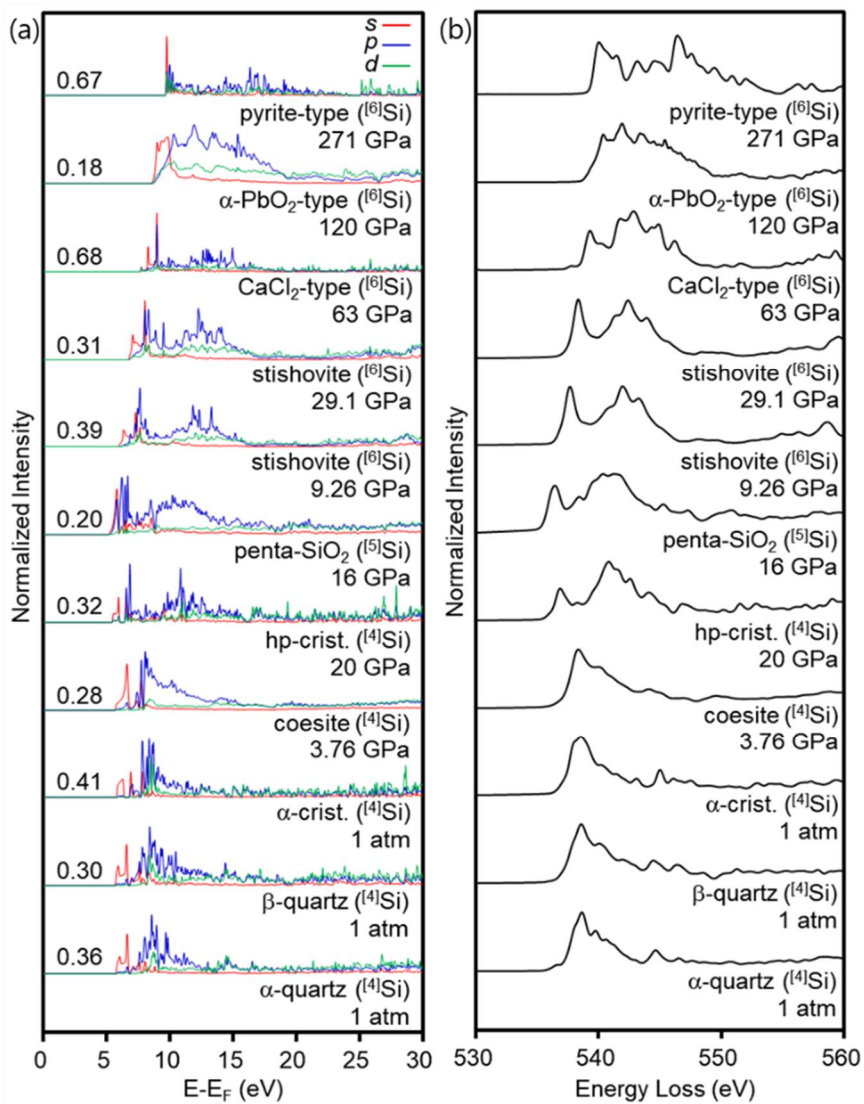 (a)
s
p
d
0.67
pyrite-type ([6]Si)
271 GPa
0.18
α-PbO2-type ([6]Si)
120 GPa
0.68
CaCl2-type ([6]Si)
63 GPa
0.31
stishovite ([6]Si)
29.1 GPa
0.39
stishovite ([6]Si)
9.26 GPa
0.20
penta-SiO2 ([5]Si)
16 GPa
0.32
hp-crist. ([4]Si)
20 GPa
0.28
coesite ([4]Si)
3.76 GPa
0.41
α-crist. ([4]Si)
1 atm
0.30
β-quartz ([4]Si)
1 atm
0.36
α-quartz ([4]Si)
1 atm
Normalized Intensity
0 5 10 15 20 25 30
E-EF (eV)
(b)
pyrite-type ([6]Si)
271 GPa
α-PbO2-type ([6]Si)
120 GPa
CaCl2-type ([6]Si)
63 GPa
stishovite ([6]Si)
29.1 GPa
stishovite ([6]Si)
9.26 GPa
penta-SiO2 ([5]Si)
16 GPa
hp-crist. ([4]Si)
20 GPa
coesite ([4]Si)
3.76 GPa
α-crist. ([4]Si)
1 atm
β-quartz ([4]Si)
1 atm
α-quartz ([4]Si)
1 atm
Normalized Intensity
530 540 550 560
Energy Loss (eV)